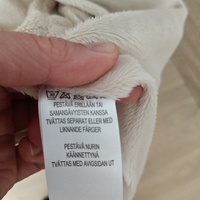 PESTÄVÄ ERILLÄÄN TAI
SAMANSÄVYISTEN KANSSA
TVÄTTAS SEPARAT ELLER MED
LIKNANDE FÄRGER
PESTÄVÄ NURIN
KÄÄNNETTYNÄ
TVÄTTAS MED AVIGSIDAN UT